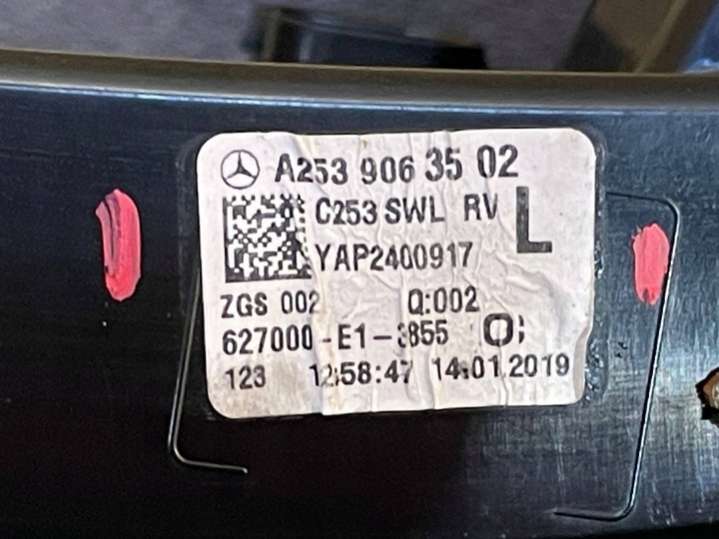 A253 906 35 02
C253 SWL RV L
YAP2400917
ZGS 002 Q:002
627000-E1-3855 O;
123 12:58:47 14.01.2019